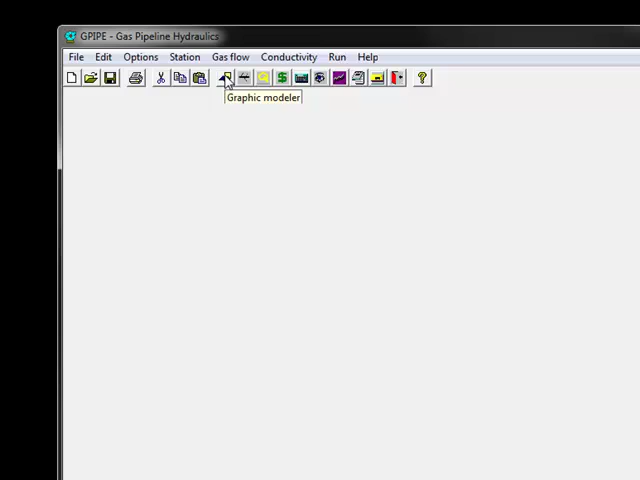 GPIPE - Gas Pipeline Hydraulics
File Edit Options Station Gas flow Conductivity Run Help
$ ?
Graphic modeler